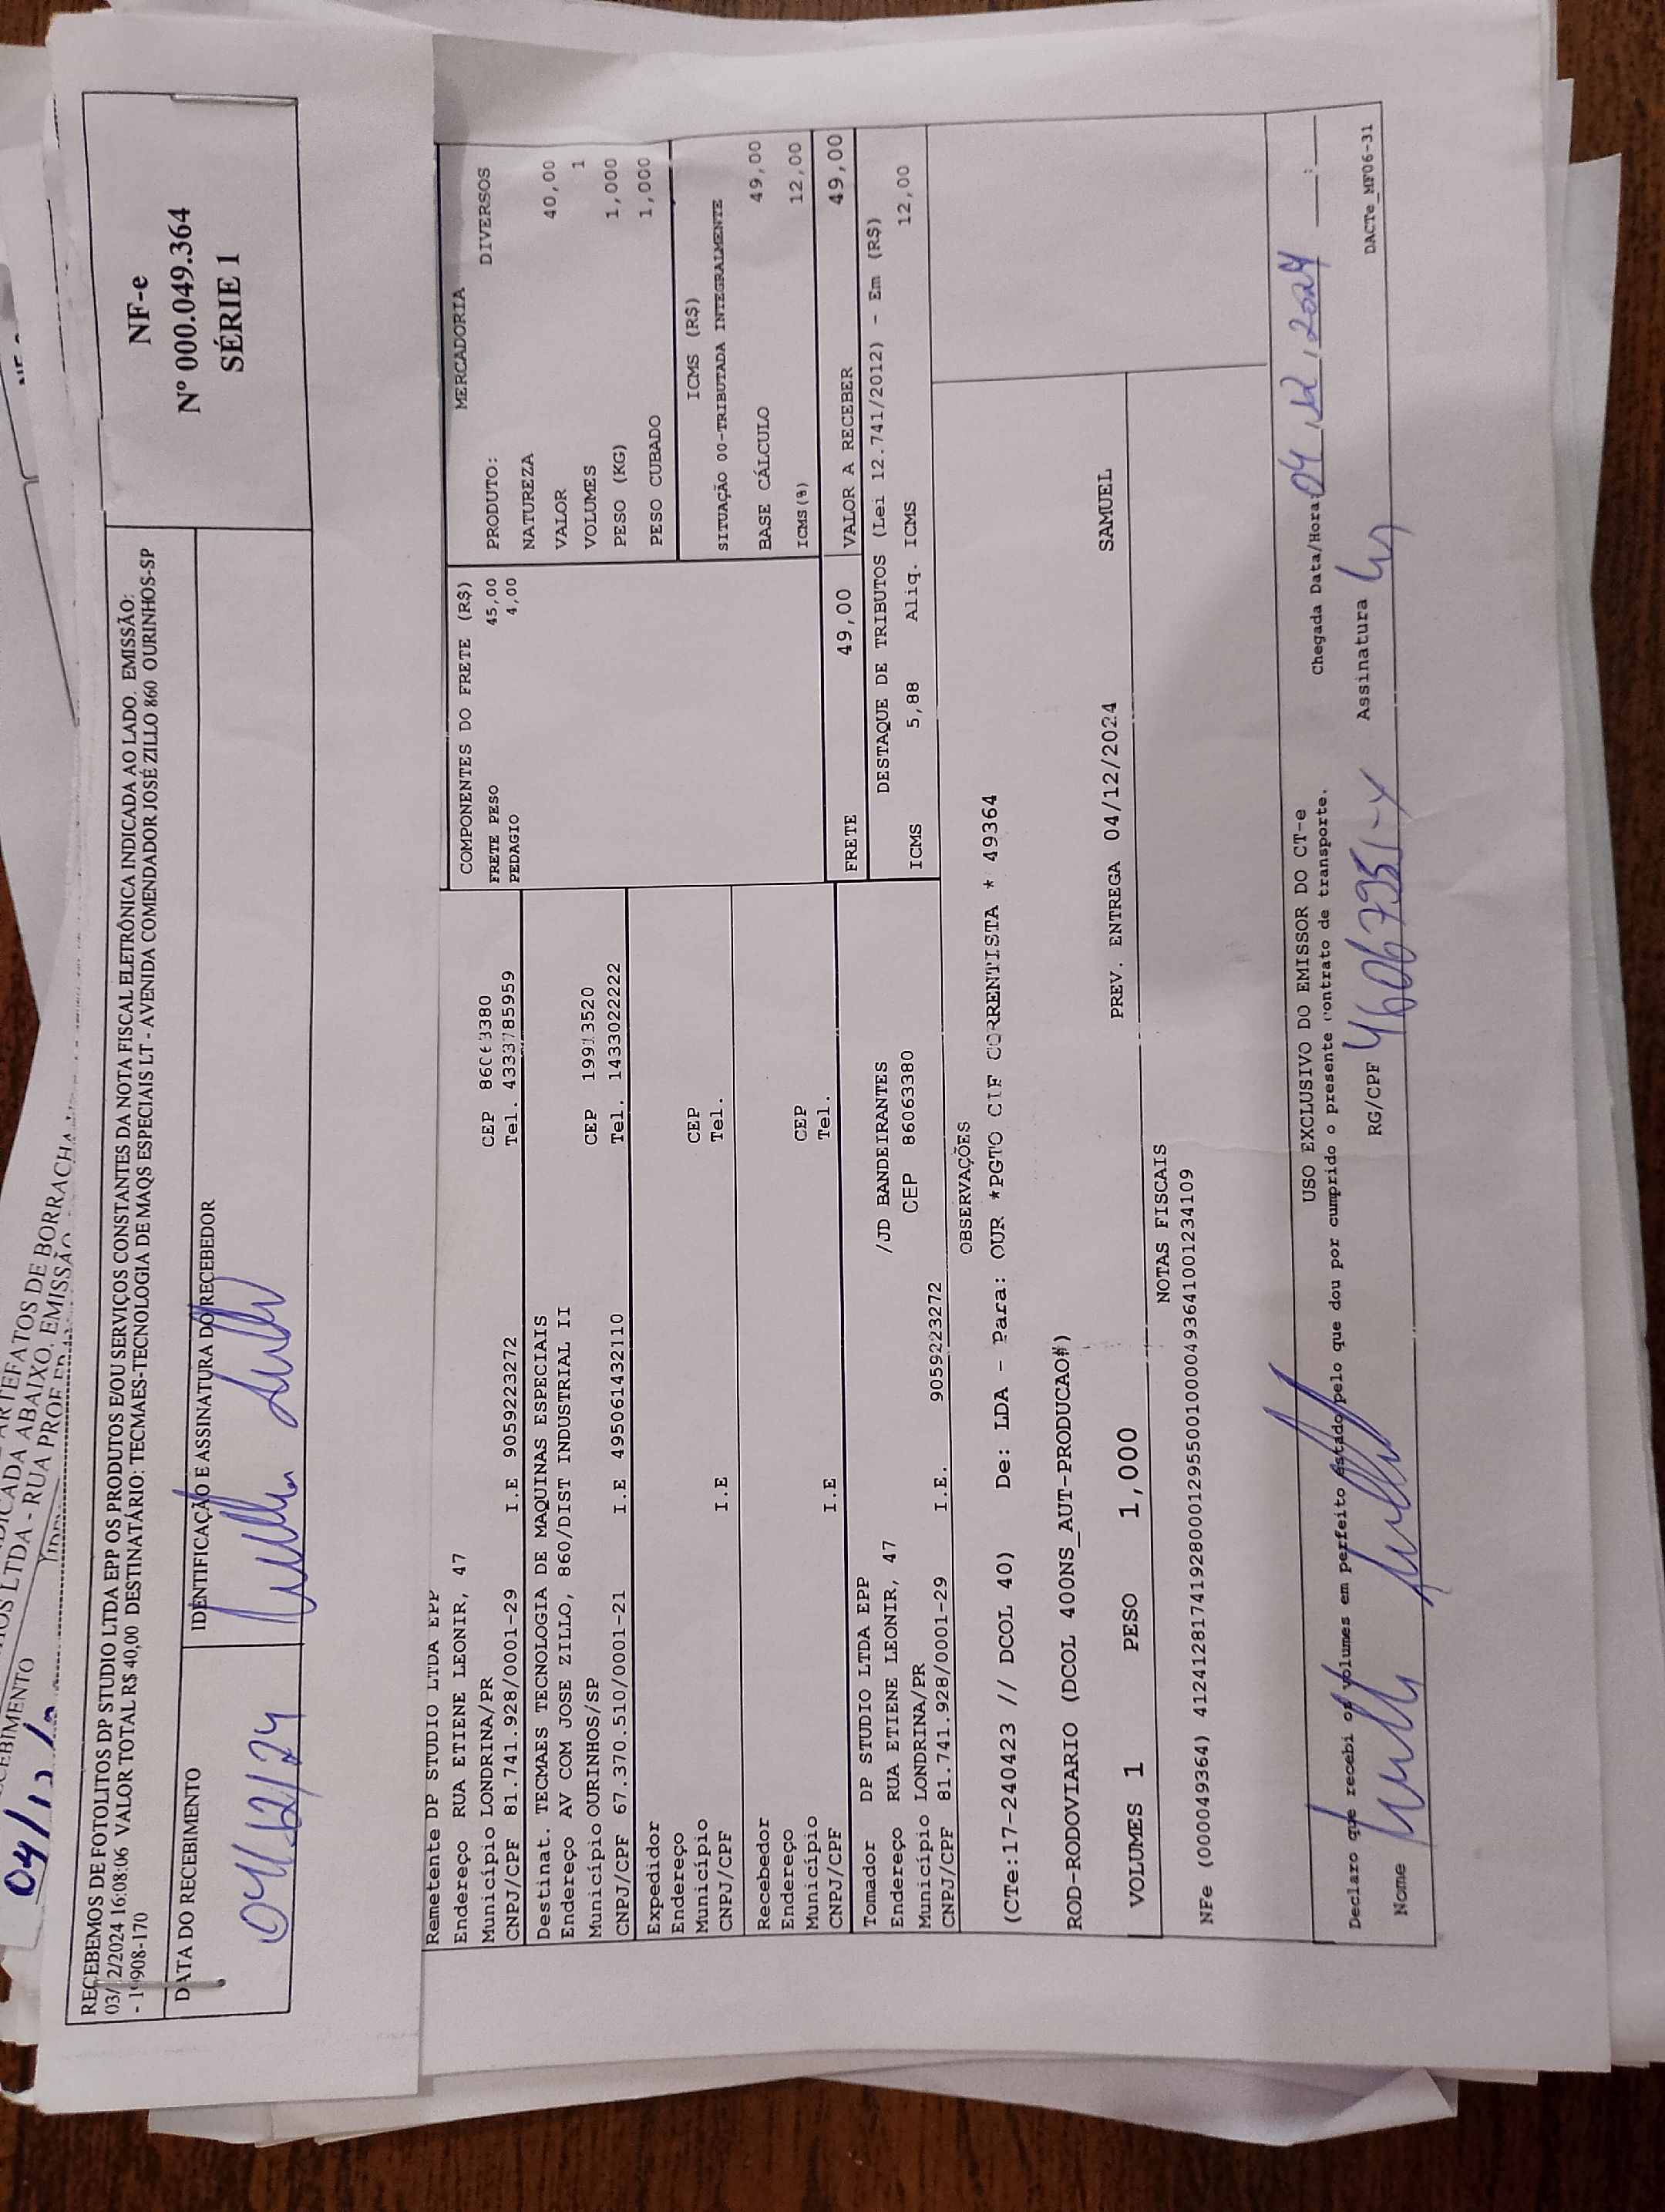 RECEBEMOS DE FOTOLITOS DP STUDIO LTDA EPP OS PRODUTOS E/OU SERVIÇOS CONSTANTES DA NOTA FISCAL ELETRÔNICA INDICADA AO LADO. EMISSÃO:
03/ 2/2024 16:08:06 VALOR TOTAL R$ 40,00 DESTINATÁRIO: TECMAES-TECNOLOGIA DE MAQS ESPECIAIS LT - AVENIDA COMENDADOR JOSÉ ZILLO 860 OURINHOS-SP
- 19908-170
DATA DO RECEBIMENTO
04/12/24
IDENTIFICAÇÃO E ASSINATURA DO RECEBEDOR
NF-e
Nº 000.049.364
SÉRIE 1
Remetente DP STUDIO LTDA EPP
Endereço RUA ETIENE LEONIR, 47
Município LONDRINA/PR CEP 86063380
CNPJ/CPF 81.741.928/0001-29 I.E 9059223272 Tel. 4333785959
Destinat. TECMAES TECNOLOGIA DE MAQUINAS ESPECIAIS
Endereço AV COM JOSE ZILLO, 860/DIST INDUSTRIAL II
Município OURINHOS/SP CEP 19913520
CNPJ/CPF 67.370.510/0001-21 I.E 495061432110 Tel. 1433022222
Expedidor
Endereço
Município CEP
CNPJ/CPF I.E Tel.
Recebedor
Endereço
Município CEP
CNPJ/CPF I.E Tel.
Tomador DP STUDIO LTDA EPP
Endereço RUA ETIENE LEONIR, 47 /JD BANDEIRANTES
Município LONDRINA/PR CEP 86063380
CNPJ/CPF 81.741.928/0001-29 I.E. 9059223272
COMPONENTES DO FRETE (R$)
FRETE PESO 45,00
PEDAGIO 4,00
MERCADORIA
PRODUTO: DIVERSOS
NATUREZA
VALOR 40,00
VOLUMES 1
PESO (KG) 1,000
PESO CUBADO 1,000
ICMS (R$)
SITUAÇÃO 00-TRIBUTADA INTEGRALMENTE
BASE CÁLCULO 49,00
ICMS(%) 12,00
FRETE 49,00 VALOR A RECEBER 49,00
DESTAQUE DE TRIBUTOS (Lei 12.741/2012) - Em (R$)
ICMS 5,88 Aliq. ICMS 12,00
OBSERVAÇÕES
(CTe:17-240423 // DCOL 40) De: LDA - Para: OUR *PGTO CIF CORRENTISTA * 49364
ROD-RODOVIARIO (DCOL 400NS_AUT-PRODUCAO#)
VOLUMES 1 PESO 1,000 PREV. ENTREGA 04/12/2024 SAMUEL
NOTAS FISCAIS
NFe (000049364) 41241281741928000129550010000493641001234109
USO EXCLUSIVO DO EMISSOR DO CT-e
Declaro que recebi os volumes em perfeito estado pelo que dou por cumprido o presente contrato de transporte.
Chegada Data/Hora 04/12/2024 :
Nome RG/CPF 46067951-X Assinatura
DACTe_MF06-31